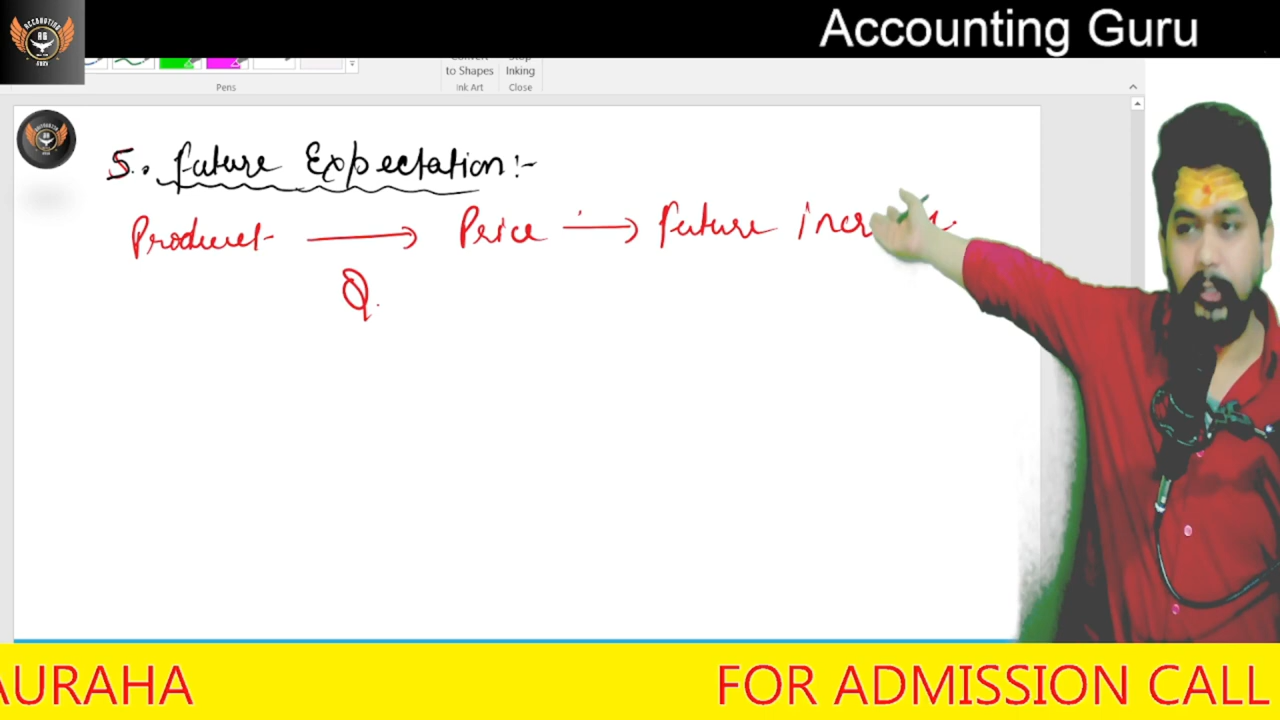 Accounting Guru
to Shapes
Stop
Inking
Pens
Ink Art
Close
5. Future Expectation :-
Product → Price → Future
Q.
AURAHA
FOR ADMISSION CALL